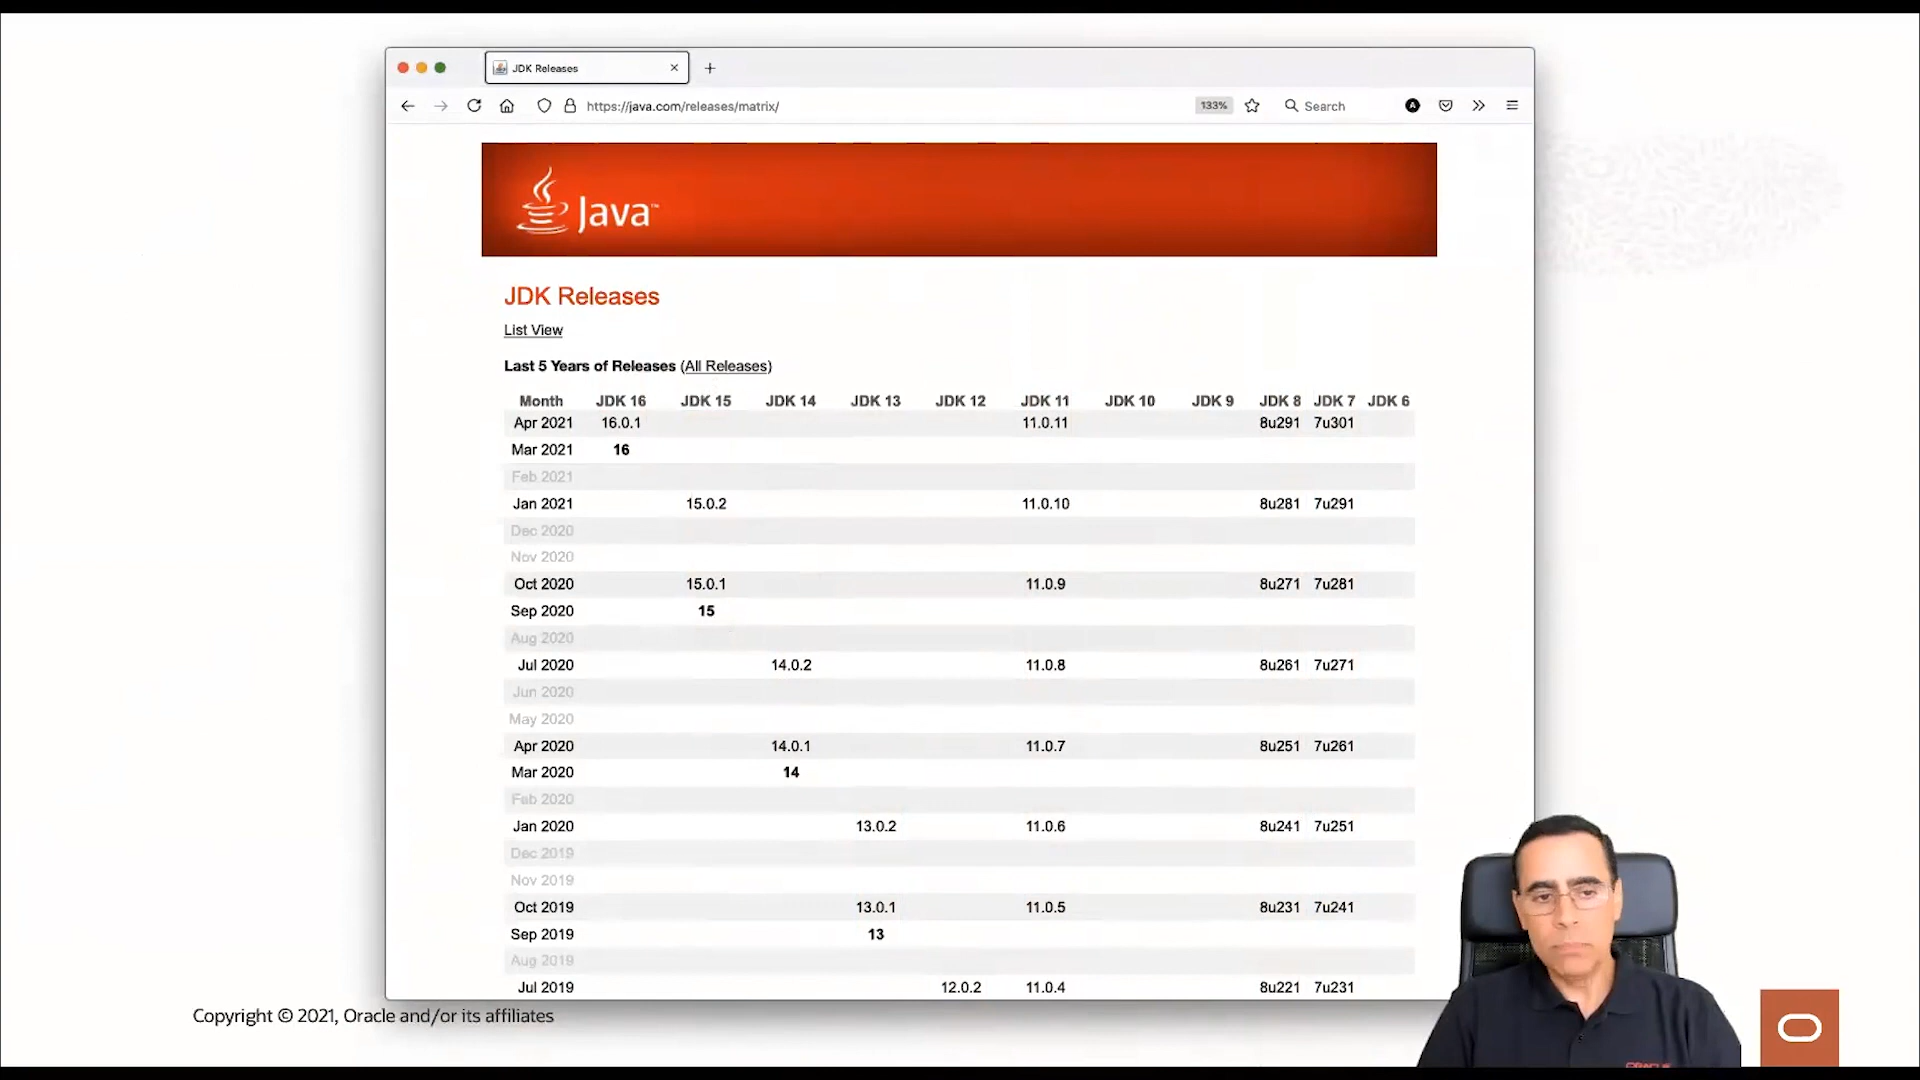 JDK Releases
https://java.com/releases/matrix/ 133% Search
Java™
JDK Releases
List View
Last 5 Years of Releases (All Releases)
Month JDK 16 JDK 15 JDK 14 JDK 13 JDK 12 JDK 11 JDK 10 JDK 9 JDK 8 JDK 7 JDK 6
Apr 2021 16.0.1 11.0.11 8u291 7u301
Mar 2021 16
Feb 2021
Jan 2021 15.0.2 11.0.10 8u281 7u291
Dec 2020
Nov 2020
Oct 2020 15.0.1 11.0.9 8u271 7u281
Sep 2020 15
Aug 2020
Jul 2020 14.0.2 11.0.8 8u261 7u271
Jun 2020
May 2020
Apr 2020 14.0.1 11.0.7 8u251 7u261
Mar 2020 14
Feb 2020
Jan 2020 13.0.2 11.0.6 8u241 7u251
Dec 2019
Nov 2019
Oct 2019 13.0.1 11.0.5 8u231 7u241
Sep 2019 13
Aug 2019
Jul 2019 12.0.2 11.0.4 8u221 7u231
Copyright © 2021, Oracle and/or its affiliates
ORACLE